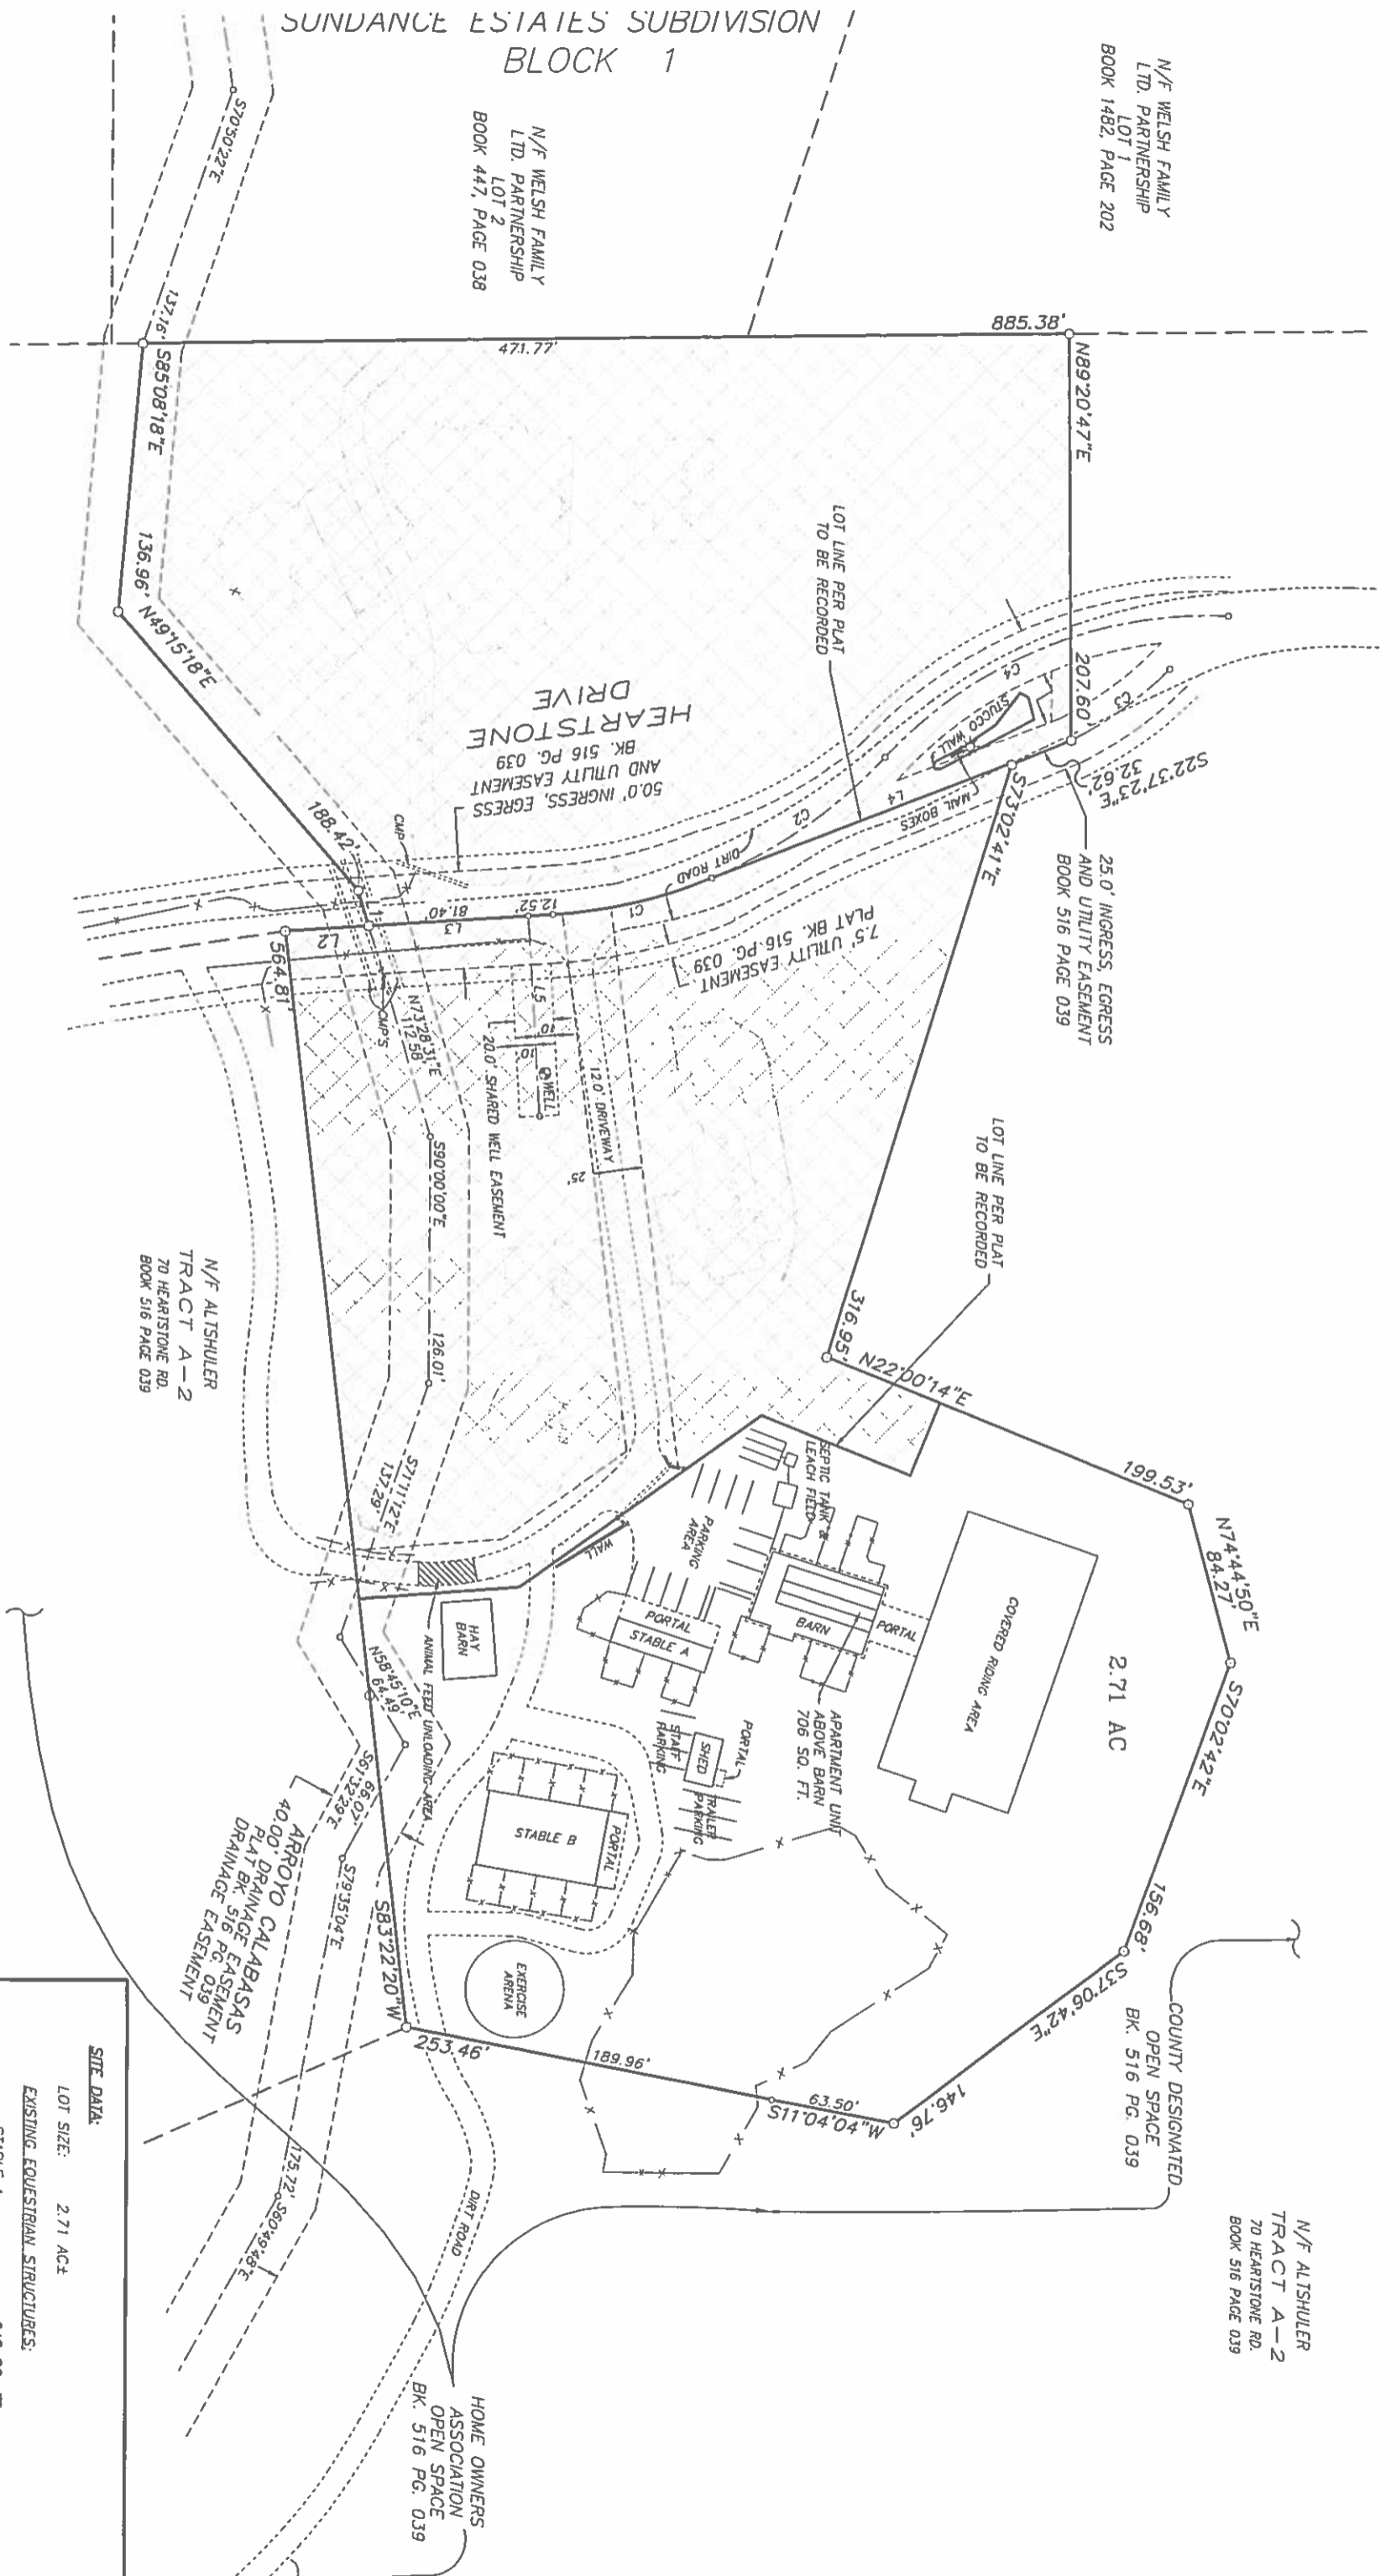 SUNDANCE ESTATES SUBDIVISION
BLOCK 1
N/F WELSH FAMILY
LTD. PARTNERSHIP
LOT 1
BOOK 1482, PAGE 202
N/F WELSH FAMILY
LTD. PARTNERSHIP
LOT 2
BOOK 447, PAGE 038
S70°50'22"E
137.16'
885.38'
471.77'
N89°20'47"E
207.60'
S85°08'18"E
136.96'
N49°15'18"E
188.42'
LOT LINE PER PLAT
TO BE RECORDED
50.0' INGRESS, EGRESS
AND UTILITY EASEMENT
BK. 516 PG. 039
HEARTSTONE
DRIVE
C4
C3
STUCCO
WALL
S22°37'23"E
32.62'
25.0' INGRESS, EGRESS
AND UTILITY EASEMENT
BOOK 516 PAGE 039
S73°02'41"E
316.95'
MAIL BOXES
L4
C2
DIRT ROAD
C1
7.5' UTILITY EASEMENT
PLAT BK. 516 PG. 039
CMP
12.52'
81.40'
L3
L2
564.81'
CMP'S
N73°28'31"E
112.58'
L5
10'
10'
WELL
20.0' SHARED WELL EASEMENT
12.0' DRIVEWAY
25'
S90°00'00"E
126.01'
S71°11'12"E
137.29'
N/F ALTSHULER
TRACT A-2
70 HEARTSTONE RD.
BOOK 516 PAGE 039
LOT LINE PER PLAT
TO BE RECORDED
N22°00'14"E
199.53'
N74°44'50"E
84.27'
S70°02'42"E
156.68'
S37°06'42"E
146.76'
2.71 AC
COVERED RIDING AREA
SEPTIC TANK &
LEACH FIELD
PARKING
AREA
WALL
BARN
PORTAL
PORTAL
STABLE A
APARTMENT UNIT
ABOVE BARN
706 SQ. FT.
PORTAL
SHED
STAFF
PARKING
TRAILER
PARKING
HAY
BARN
ANIMAL FEED UNLOADING AREA
STABLE B
PORTAL
EXERCISE
ARENA
N58°45'10"E
64.49'
S61°32'29"E
66.07'
S79°35'04"E
175.72'
S60°49'48"E
S83°22'20"W
253.46'
189.96'
63.50'
S11°04'04"W
ARROYO CALABASAS
40.00' DRAINAGE EASEMENT
PLAT BK. 516 PG. 039
DRAINAGE EASEMENT
DIRT ROAD
COUNTY DESIGNATED
OPEN SPACE
BK. 516 PG. 039
N/F ALTSHULER
TRACT A-2
70 HEARTSTONE RD.
BOOK 516 PAGE 039
HOME OWNERS
ASSOCIATION
OPEN SPACE
BK. 516 PG. 039
SITE DATA:
LOT SIZE: 2.71 AC±
EXISTING EQUESTRIAN STRUCTURES: